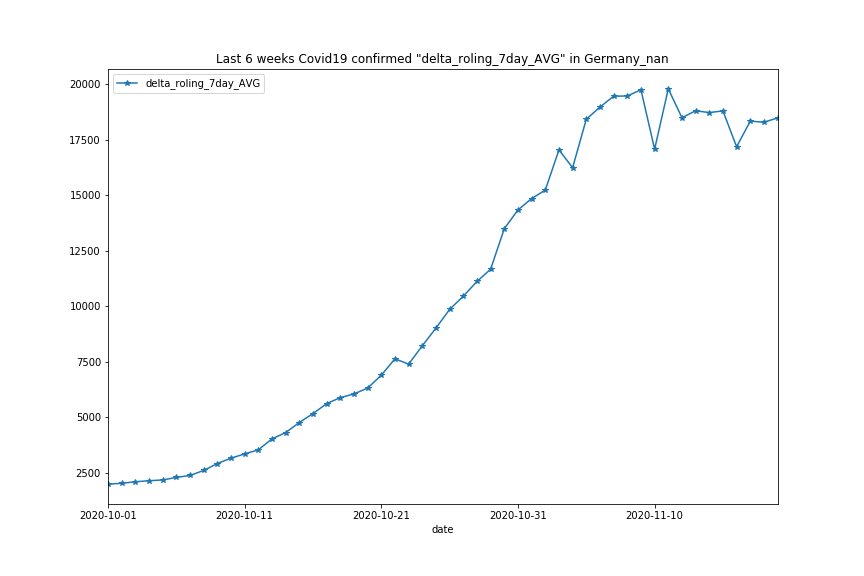 Last 6 weeks Covid19 confirmed "delta_roling_7day_AVG" in Germany_nan
delta_roling_7day_AVG
20000
17500
15000
12500
10000
7500
5000
2500
2020-10-01 2020-10-11 2020-10-21 2020-10-31 2020-11-10
date